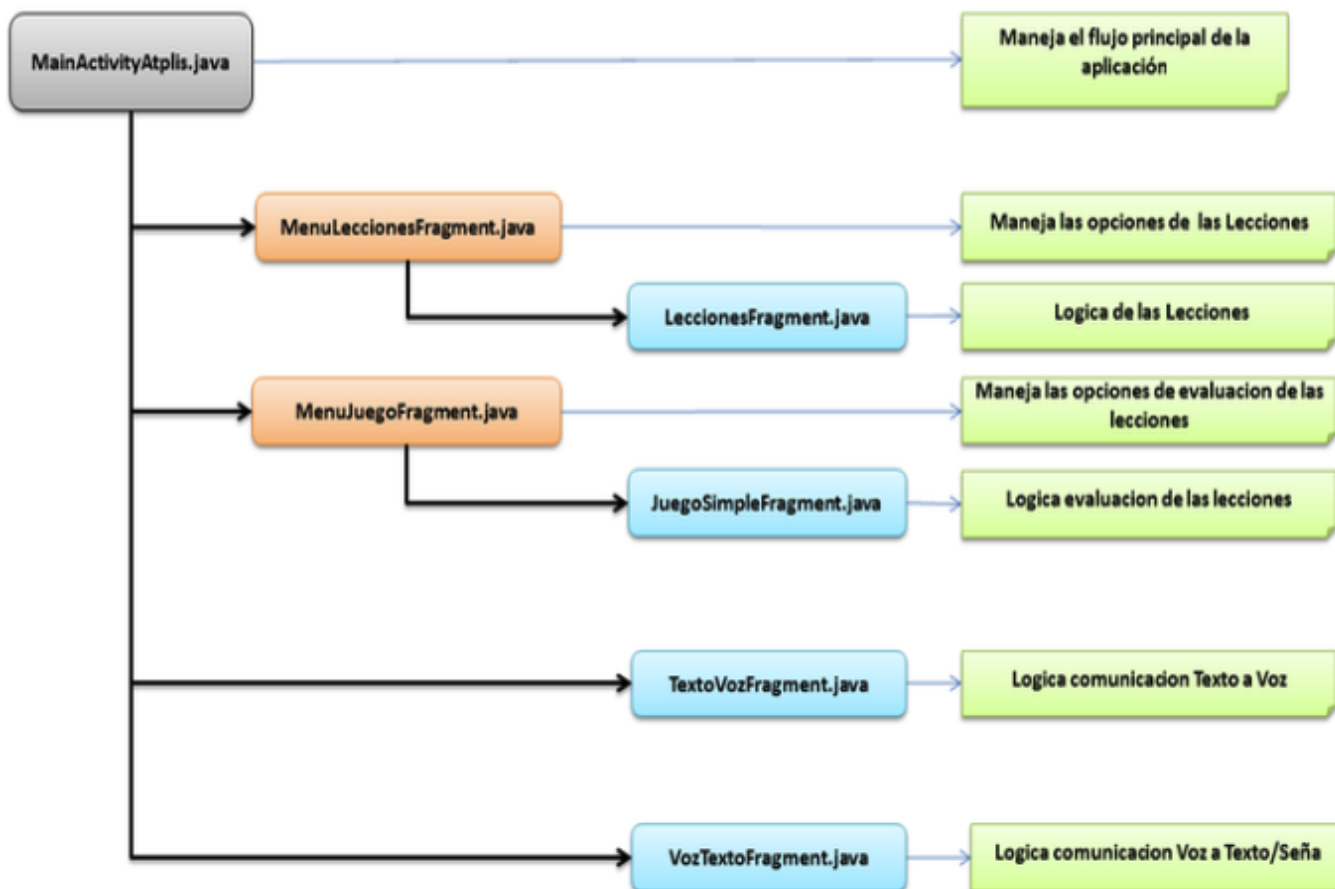 MainActivityAtplis.java
Maneja el flujo principal de la
aplicación
MenuLeccionesFragment.java
Maneja las opciones de las Lecciones
LeccionesFragment.java
Logica de las Lecciones
MenuJuegoFragment.java
Maneja las opciones de evaluacion de las
lecciones
JuegoSimpleFragment.java
Logica evaluacion de las lecciones
TextoVozFragment.java
Logica comunicacion Texto a Voz
VozTextoFragment.java
Logica comunicacion Voz a Texto/Seña